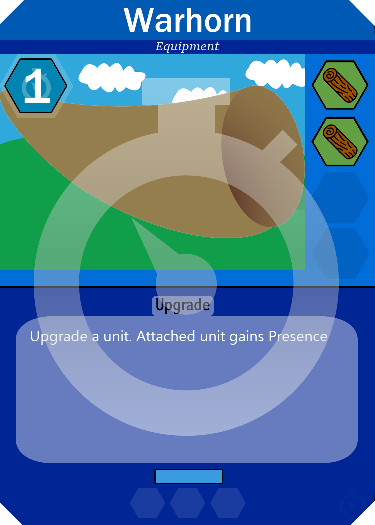 Warhorn
Equipment
1
Upgrade
Upgrade a unit. Attached unit gains Presence